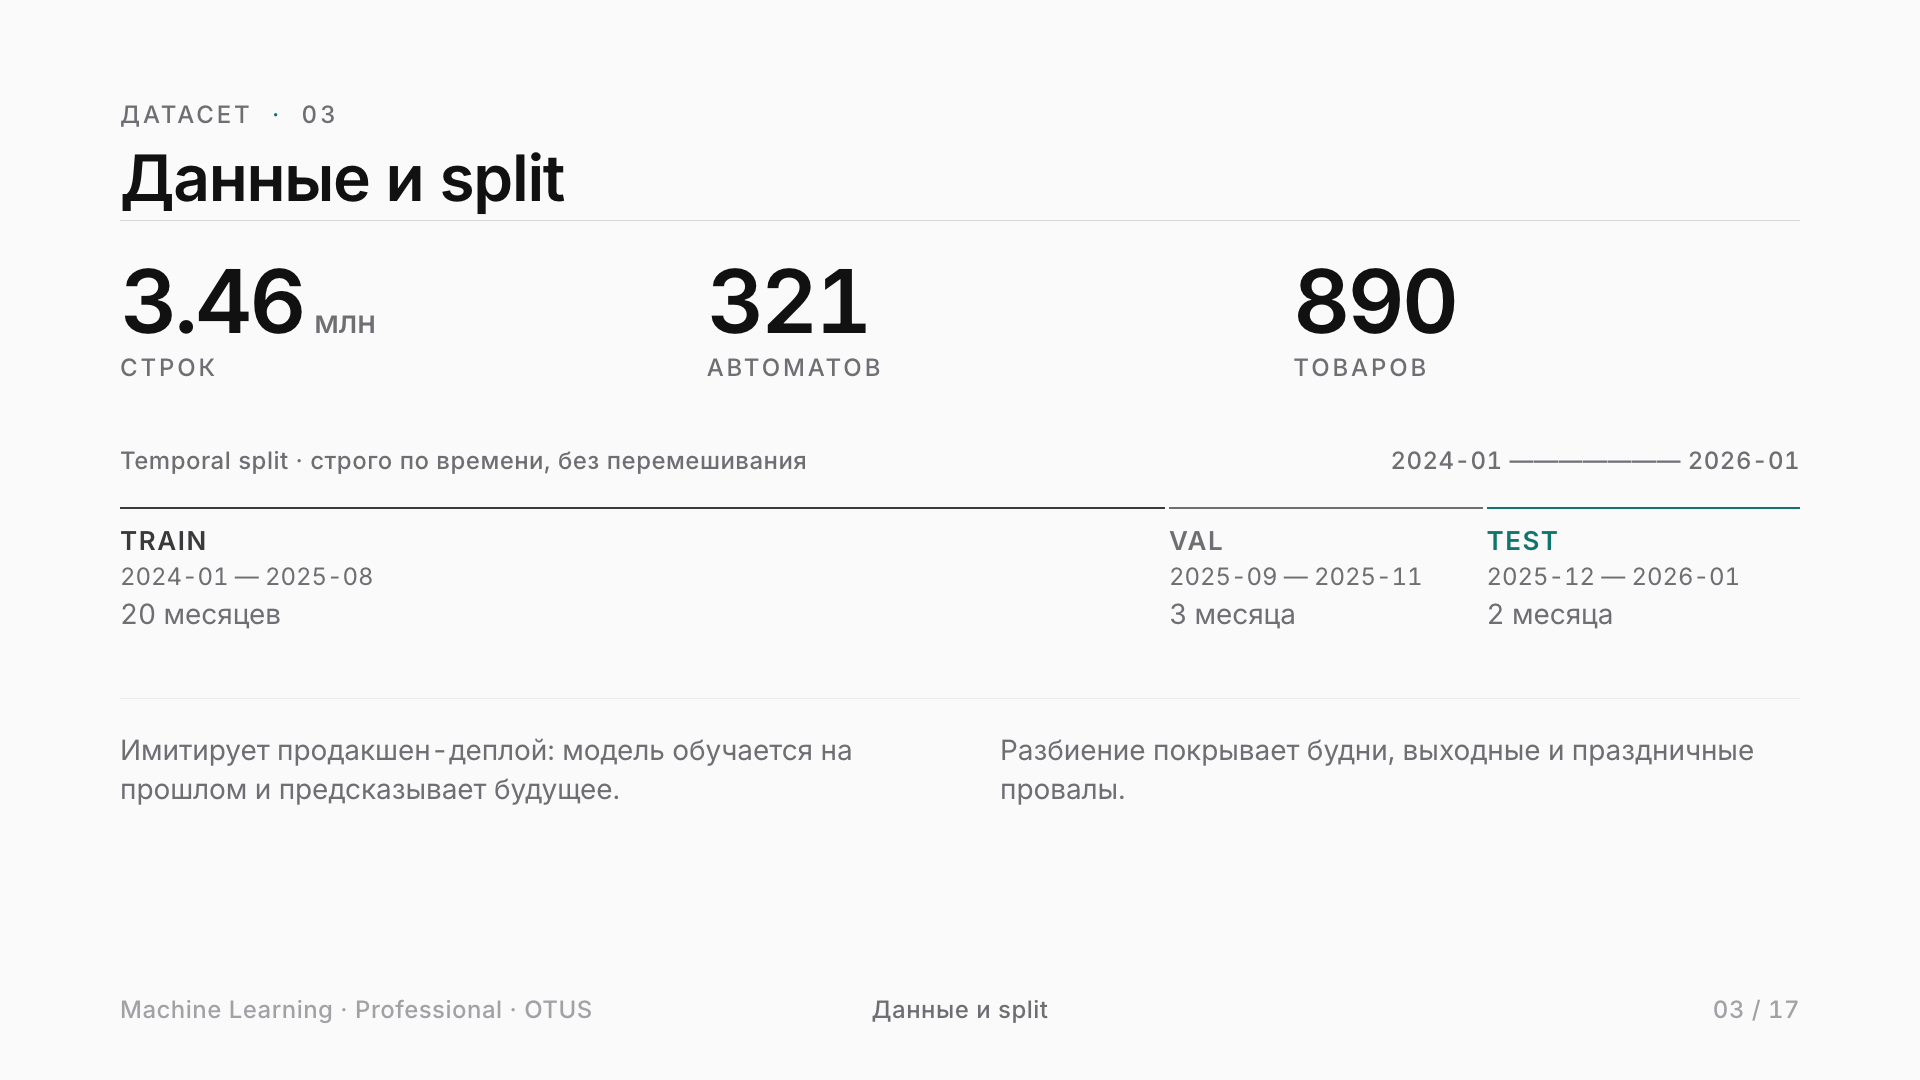 ДАТАСЕТ · 03
Данные и split
3.46 млн
СТРОК
321
АВТОМАТОВ
890
ТОВАРОВ
Temporal split · строго по времени, без перемешивания
2024-01 ——————— 2026-01
TRAIN
2024-01 — 2025-08
20 месяцев
VAL
2025-09 — 2025-11
3 месяца
TEST
2025-12 — 2026-01
2 месяца
Имитирует продакшен-деплой: модель обучается на
прошлом и предсказывает будущее.
Разбиение покрывает будни, выходные и праздничные
провалы.
Machine Learning · Professional · OTUS
Данные и split
03 / 17